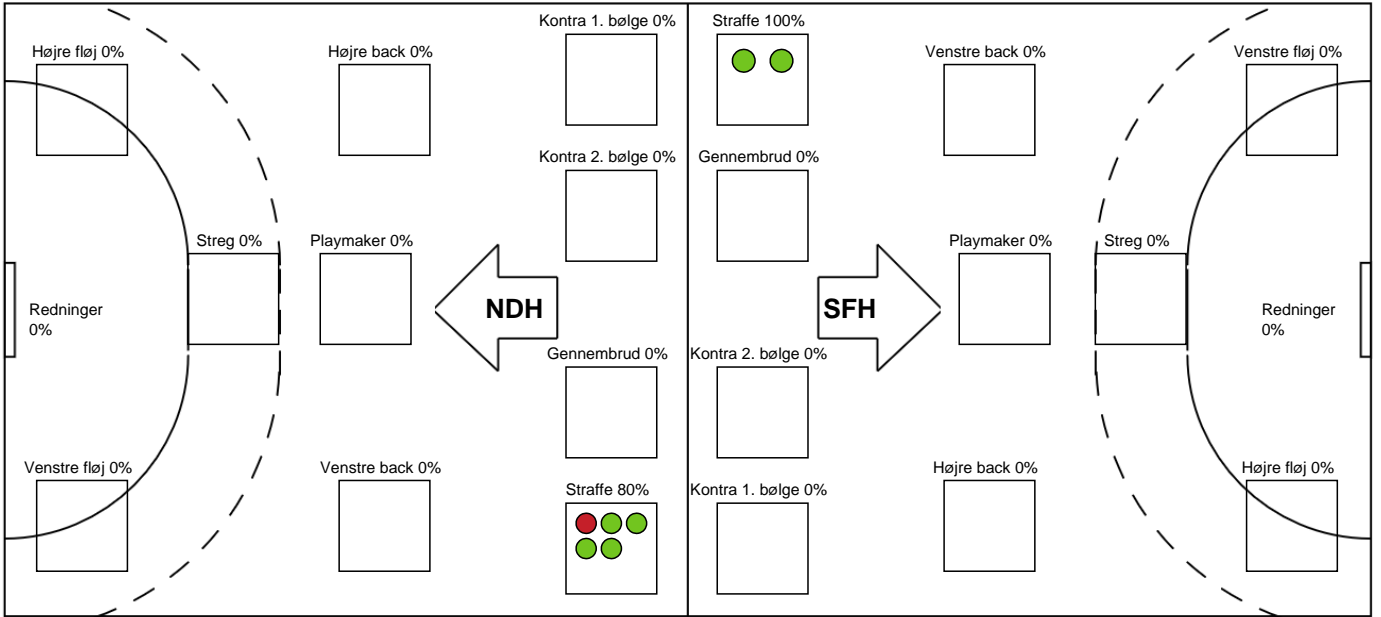 Kontra 1. bølge 0%
Straffe 100%
Højre fløj 0%
Højre back 0%
Venstre back 0%
Venstre fløj 0%
Kontra 2. bølge 0%
Gennembrud 0%
Streg 0%
Playmaker 0%
Playmaker 0%
Streg 0%
Redninger
0%
NDH
SFH
Redninger
0%
Gennembrud 0%
Kontra 2. bølge 0%
Venstre fløj 0%
Venstre back 0%
Højre back 0%
Højre fløj 0%
Straffe 80%
Kontra 1. bølge 0%